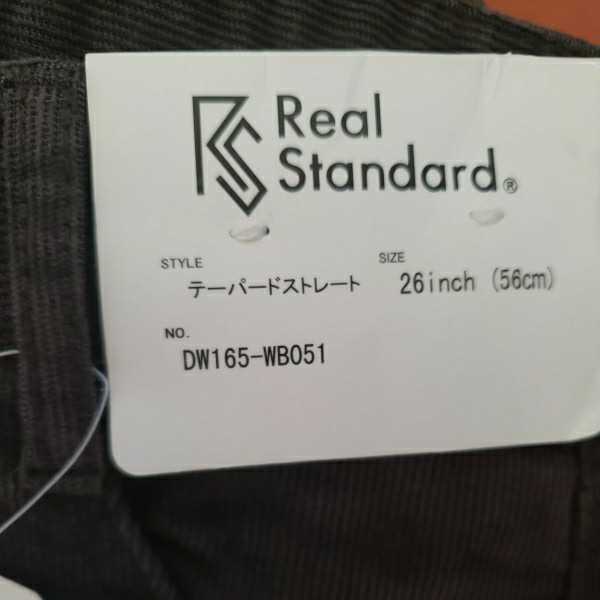 Real
Standard®
STYLE
テーパードストレート
SIZE
26inch (56cm)
NO.
DW165-WB051